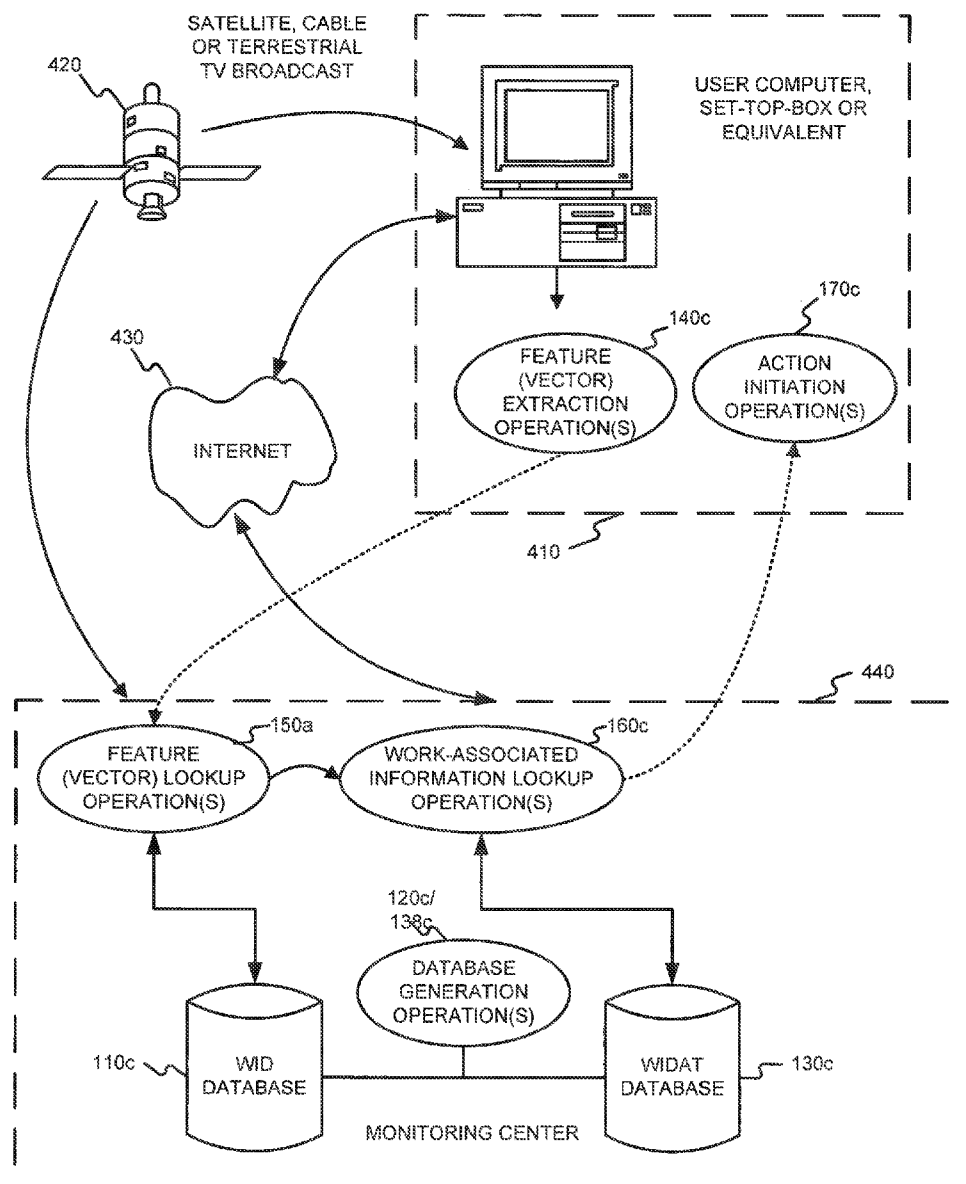 SATELLITE, CABLE
OR TERRESTRIAL
TV BROADCAST
420
USER COMPUTER,
SET-TOP-BOX OR
EQUIVALENT
170c
140c
430
FEATURE
(VECTOR)
EXTRACTION
OPERATION(S)
ACTION
INITIATION
OPERATION(S)
INTERNET
410
440
150a
160c
FEATURE
(VECTOR) LOOKUP
OPERATION(S)
WORK-ASSOCIATED
INFORMATION LOOKUP
OPERATION(S)
120c/
138c
DATABASE
GENERATION
OPERATION(S)
110c
WID
DATABASE
WIDAT
DATABASE
130c
MONITORING CENTER